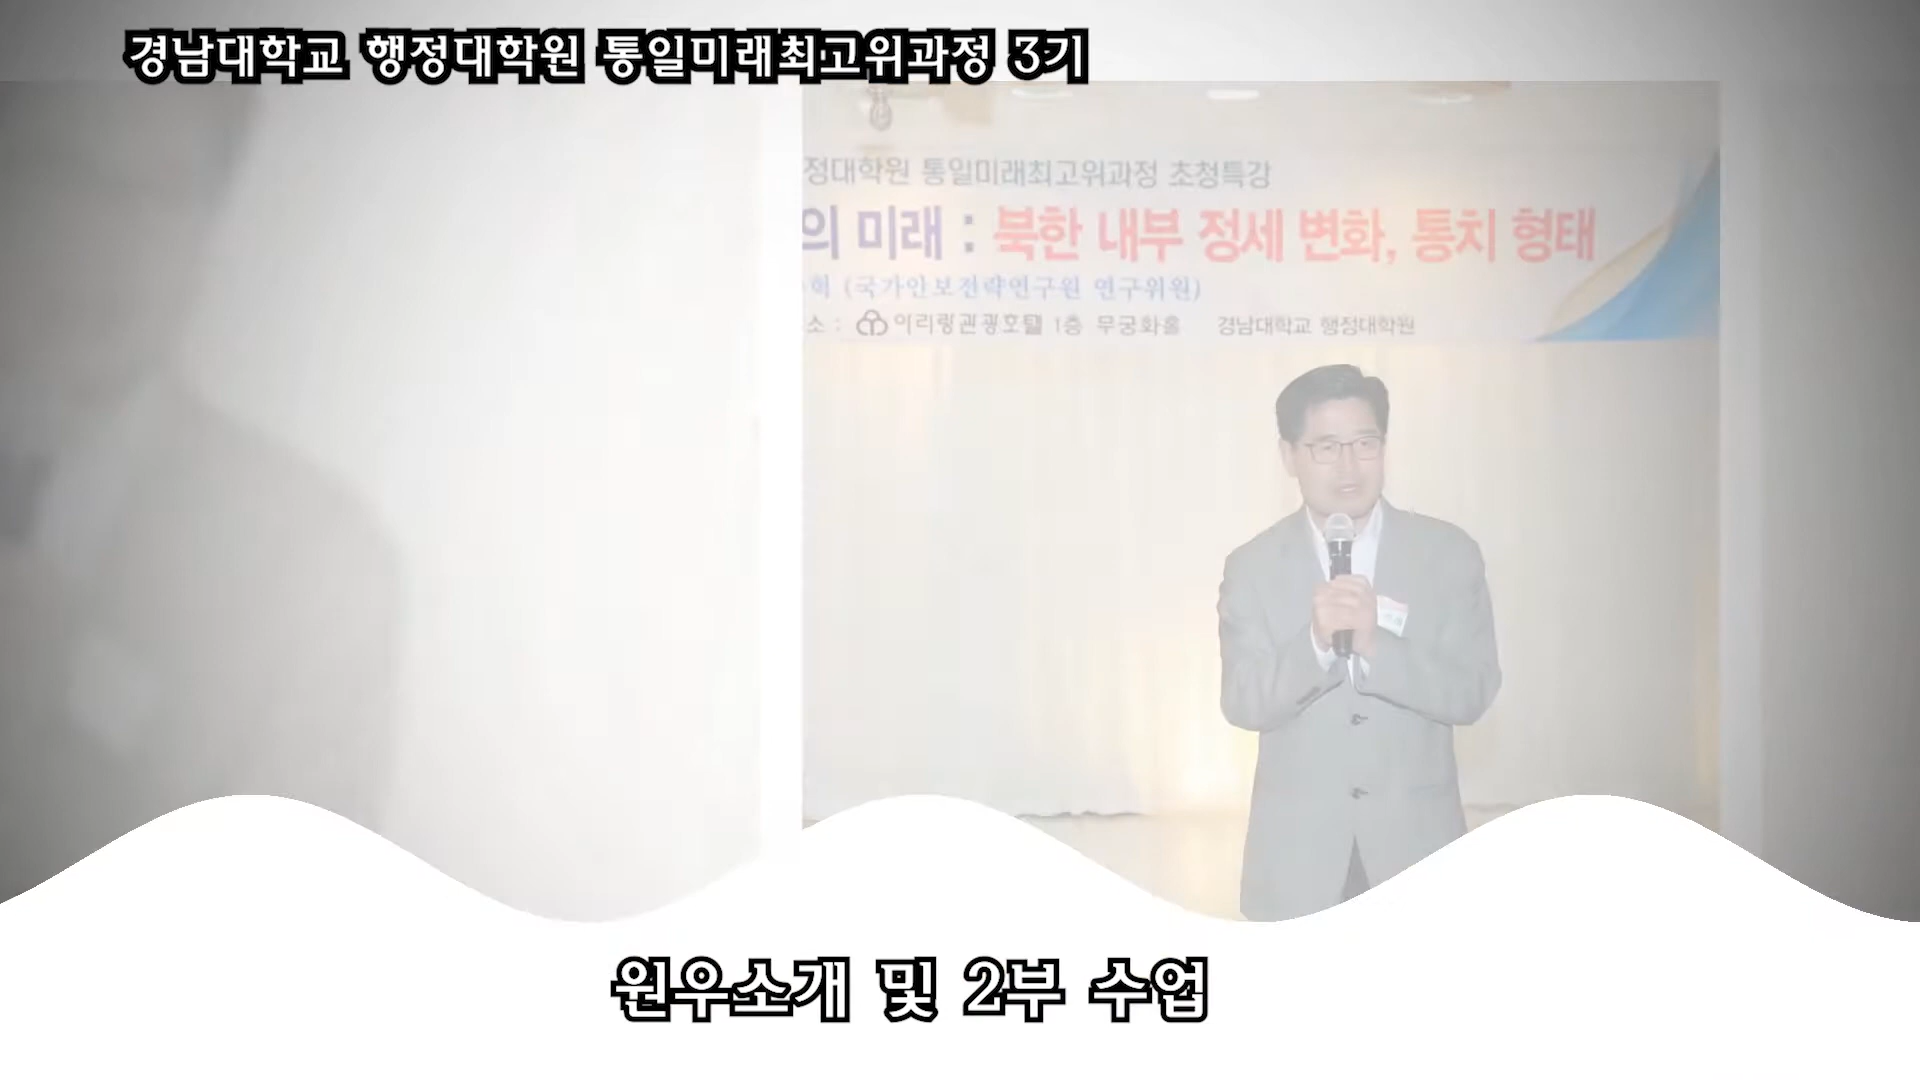 경남대학교 행정대학원 통일미래최고위과정 3기
정대학원 통일미래최고위과정 초청특강
의 미래 : 북한 내부 정세 변화, 통치 형태
(국가안보전략연구원 연구위원)
소 : 아리랑관광호텔 1층 무궁화홀 경남대학교 행정대학원
원우소개 및 2부 수업